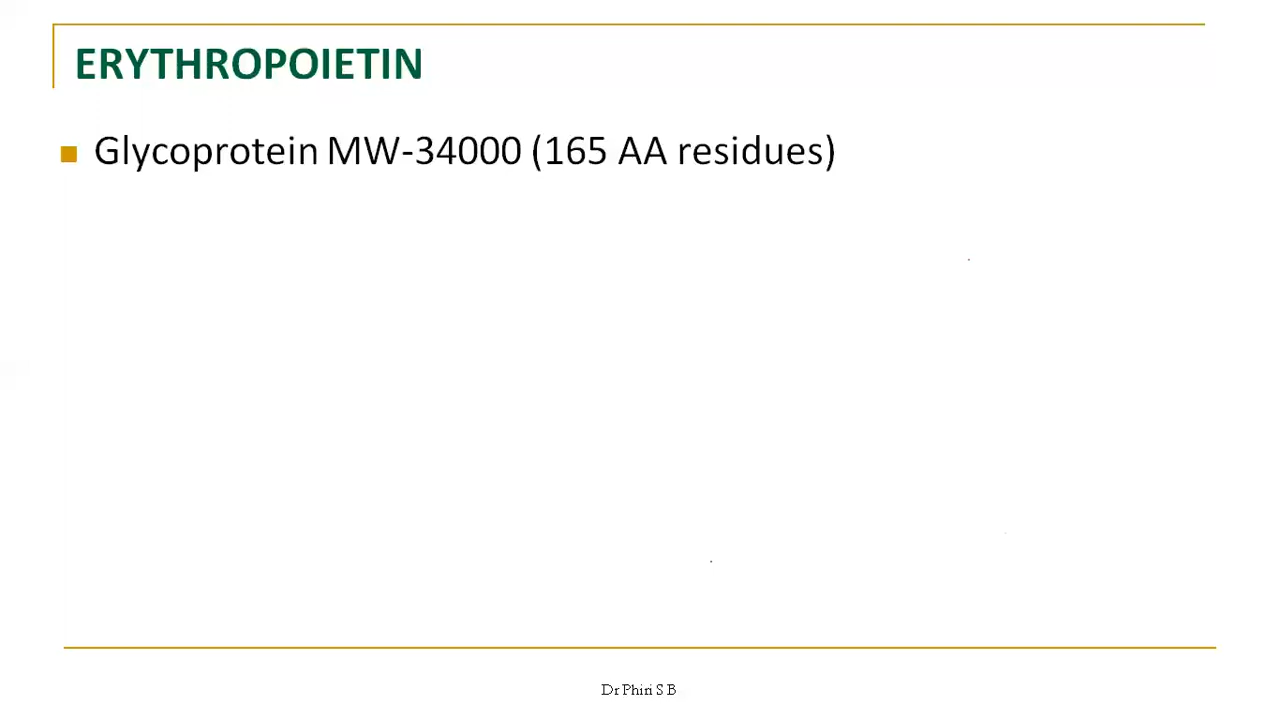 ERYTHROPOIETIN
Glycoprotein MW-34000 (165 AA residues)
Dr Phiri S B